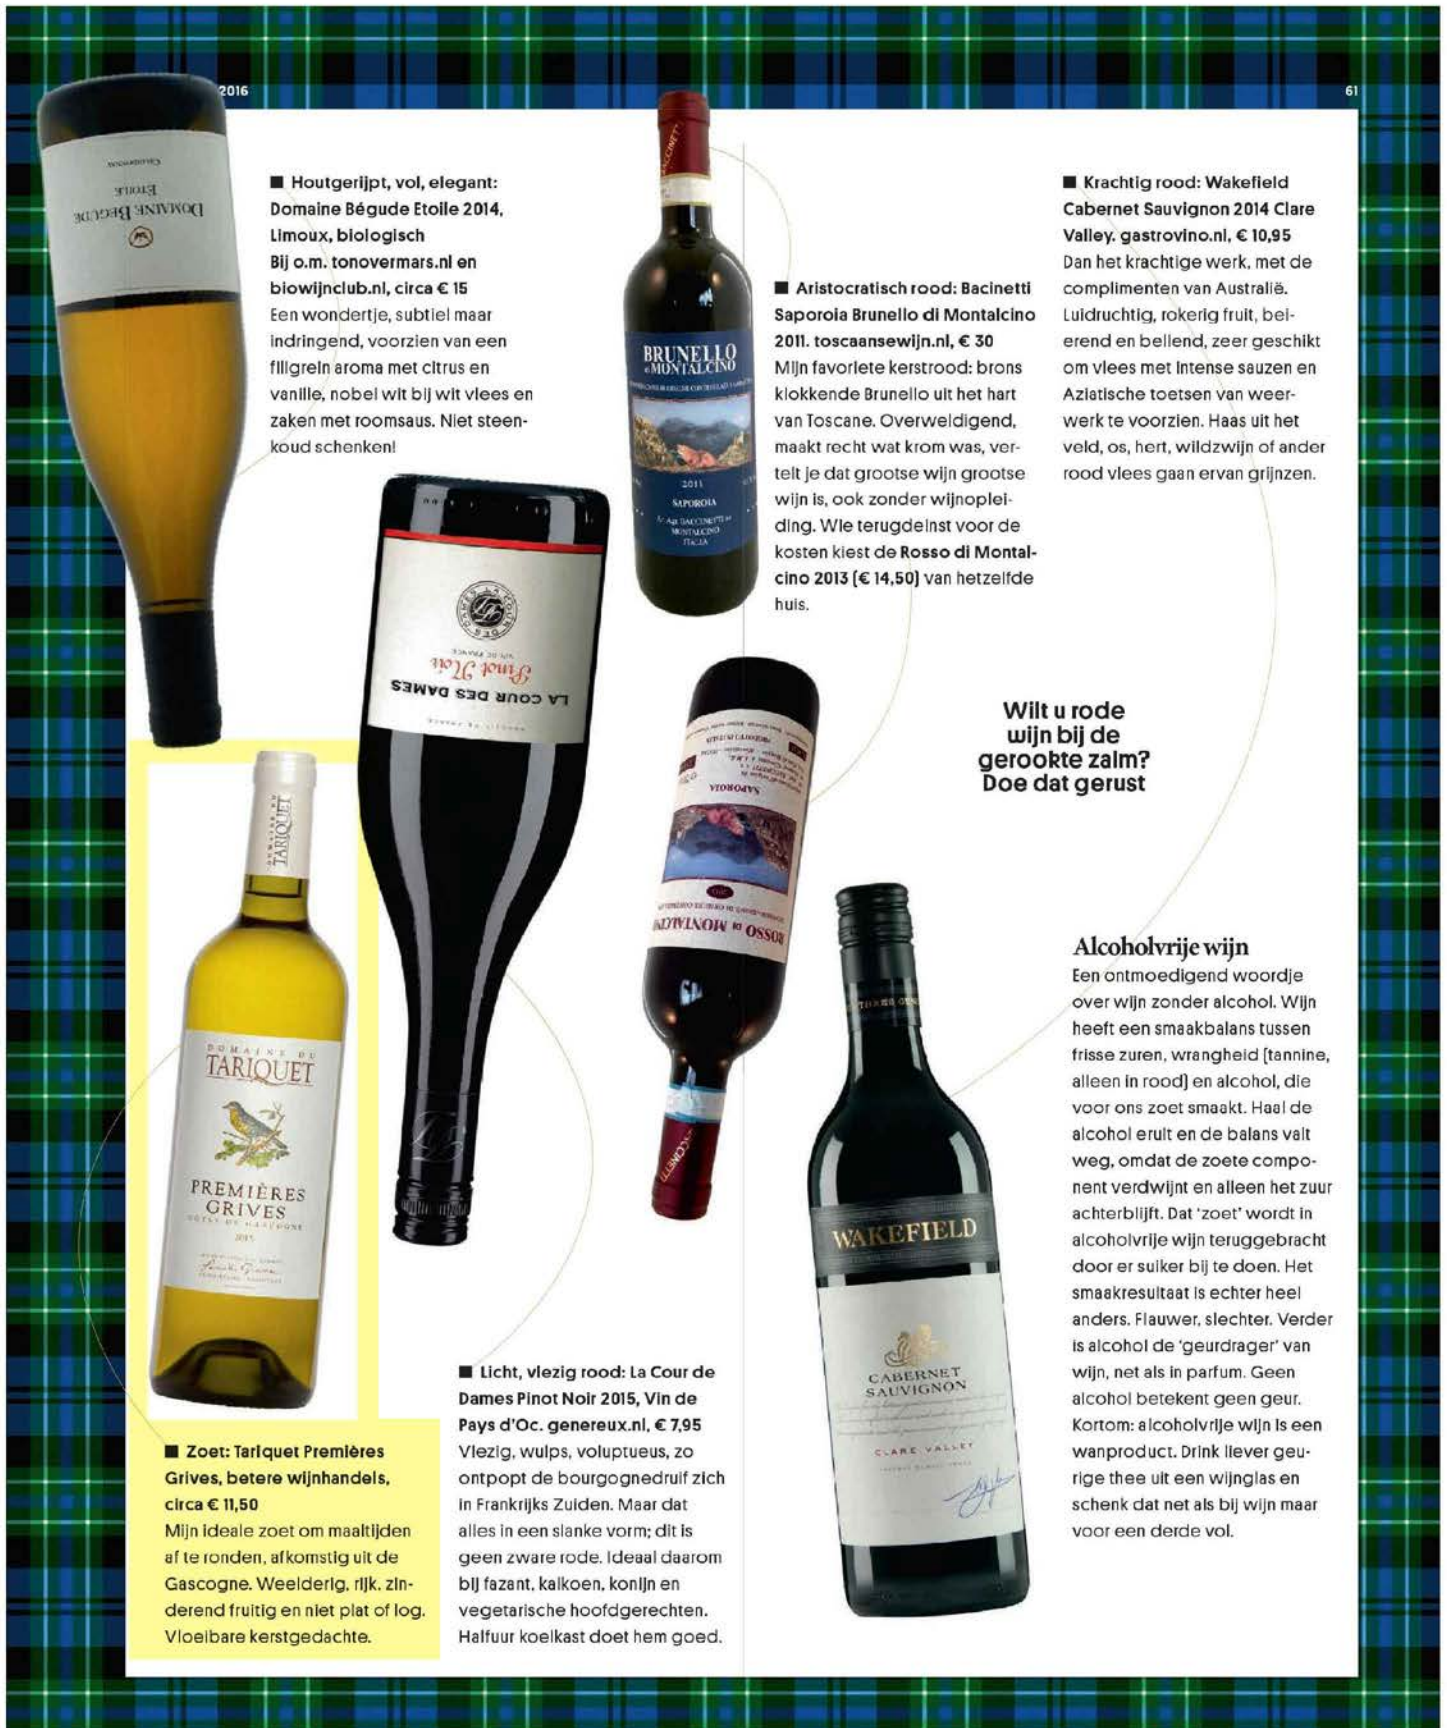 2016
61
CHARDONNAY
ETOILE
DOMAINE BEGUDE
■ Houtgerijpt, vol, elegant:
Domaine Bégude Etoile 2014,
Limoux, biologisch
Bij o.m. tonovermars.nl en
biowijnclub.nl, circa € 15
Een wondertje, subtiel maar
indringend, voorzien van een
filigrein aroma met citrus en
vanille, nobel wit bij wit vlees en
zaken met roomsaus. Niet steen-
koud schenken!
BRUNELLO
DI MONTALCINO
2011
SAPOROIA
MONTALCINO
ITALIA
■ Aristocratisch rood: Bacinetti
Saporoia Brunello di Montalcino
2011. toscaansewijn.nl, € 30
Mijn favoriete kerstrood: brons
klokkende Brunello uit het hart
van Toscane. Overweldigend,
maakt recht wat krom was, ver-
telt je dat grootse wijn grootse
wijn is, ook zonder wijnoplei-
ding. Wie terugdeinst voor de
kosten kiest de Rosso di Montal-
cino 2013 (€ 14,50) van hetzelfde
huis.
■ Krachtig rood: Wakefield
Cabernet Sauvignon 2014 Clare
Valley. gastrovino.nl, € 10,95
Dan het krachtige werk, met de
complimenten van Australië.
Luidruchtig, rokerig fruit, bei-
erend en bellend, zeer geschikt
om vlees met intense sauzen en
Aziatische toetsen van weer-
werk te voorzien. Haas uit het
veld, os, hert, wildzwijn of ander
rood vlees gaan ervan grijnzen.
LA COUR DES DAMES
VIN DE FRANCE
Pinot Noir
LA COUR DES DAMES
SAPOROIA
ROSSO DI MONTALCINO
Wilt u rode
wijn bij de
gerookte zalm?
Doe dat gerust
DOMAINE DU
TARIQUET
DOMAINE DU
TARIQUET
PREMIÈRES
GRIVES
CÔTES DE GASCOGNE
2015
■ Zoet: Tariquet Premières
Grives, betere wijnhandels,
circa € 11,50
Mijn ideale zoet om maaltijden
af te ronden, afkomstig uit de
Gascogne. Weelderig, rijk, zin-
derend fruitig en niet plat of log.
Vloeibare kerstgedachte.
■ Licht, vlezig rood: La Cour de
Dames Pinot Noir 2015, Vin de
Pays d'Oc. genereux.nl, € 7,95
Vlezig, wulps, voluptueus, zo
ontpopt de bourgognedruif zich
in Frankrijks Zuiden. Maar dat
alles in een slanke vorm; dit is
geen zware rode. Ideaal daarom
bij fazant, kalkoen, konijn en
vegetarische hoofdgerechten.
Halfuur koelkast doet hem goed.
WAKEFIELD
CABERNET
SAUVIGNON
CLARE VALLEY
Alcoholvrije wijn
Een ontmoedigend woordje
over wijn zonder alcohol. Wijn
heeft een smaakbalans tussen
frisse zuren, wrangheid (tannine,
alleen in rood) en alcohol, die
voor ons zoet smaakt. Haal de
alcohol eruit en de balans valt
weg, omdat de zoete compo-
nent verdwijnt en alleen het zuur
achterblijft. Dat 'zoet' wordt in
alcoholvrije wijn teruggebracht
door er suiker bij te doen. Het
smaakresultaat is echter heel
anders. Flauwer, slechter. Verder
is alcohol de 'geurdrager' van
wijn, net als in parfum. Geen
alcohol betekent geen geur.
Kortom: alcoholvrije wijn is een
wanproduct. Drink liever geu-
rige thee uit een wijnglas en
schenk dat net als bij wijn maar
voor een derde vol.